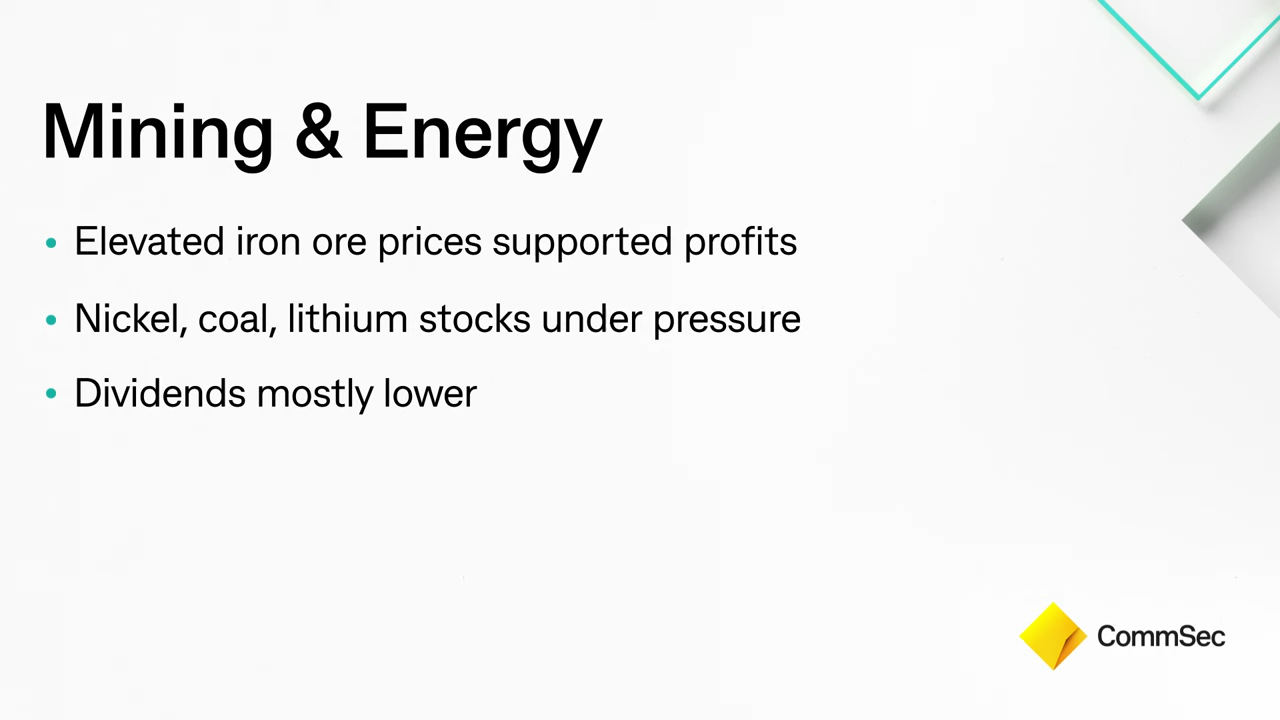 Mining & Energy
• Elevated iron ore prices supported profits
• Nickel, coal, lithium stocks under pressure
• Dividends mostly lower
CommSec